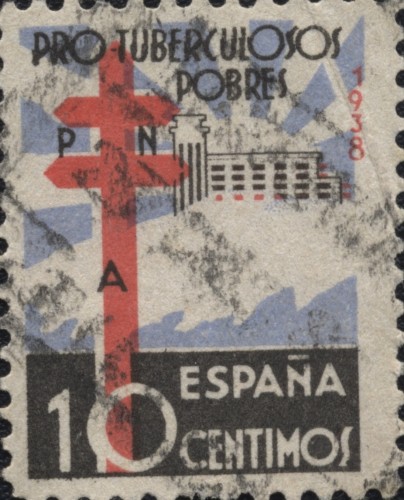 PRO-TUBERCULOSOS
POBRES
1938
P N
A
ESPAÑA
10 CENTIMOS